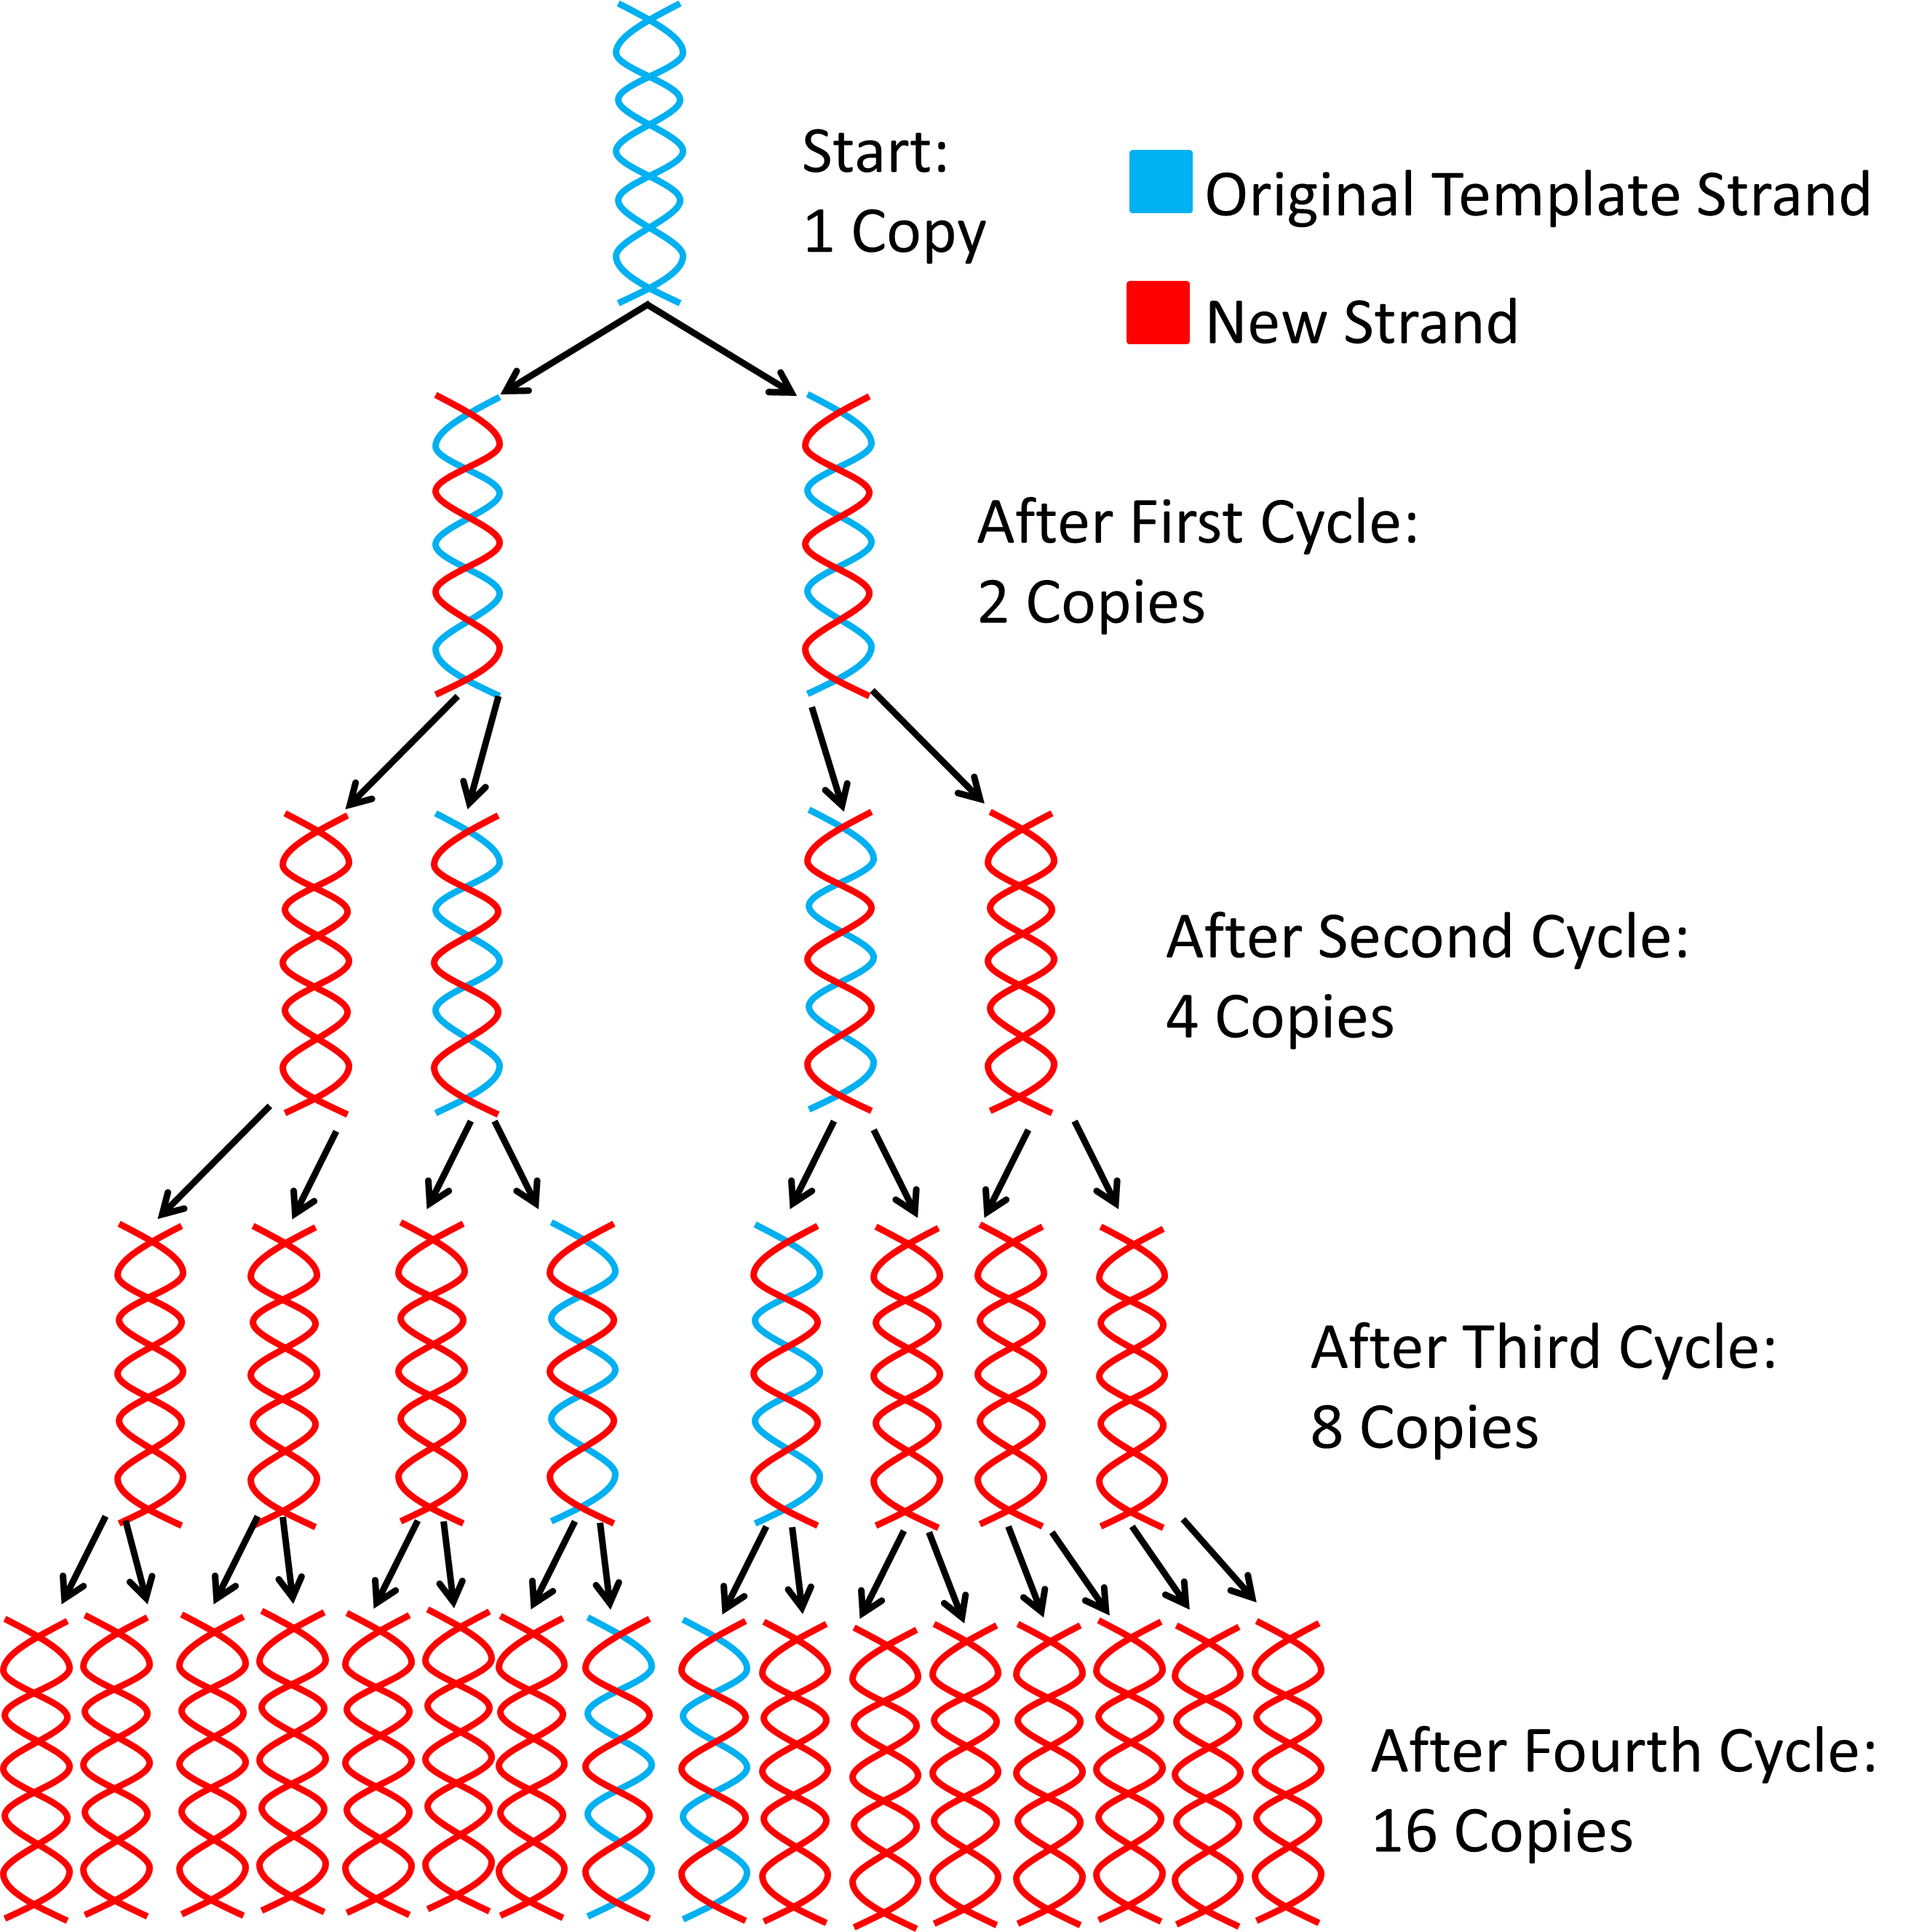 Start:
1 Copy
Original Template Strand
New Strand
After First Cycle:
2 Copies
After Second Cycle:
4 Copies
After Third Cycle:
8 Copies
After Fourth Cycle:
16 Copies